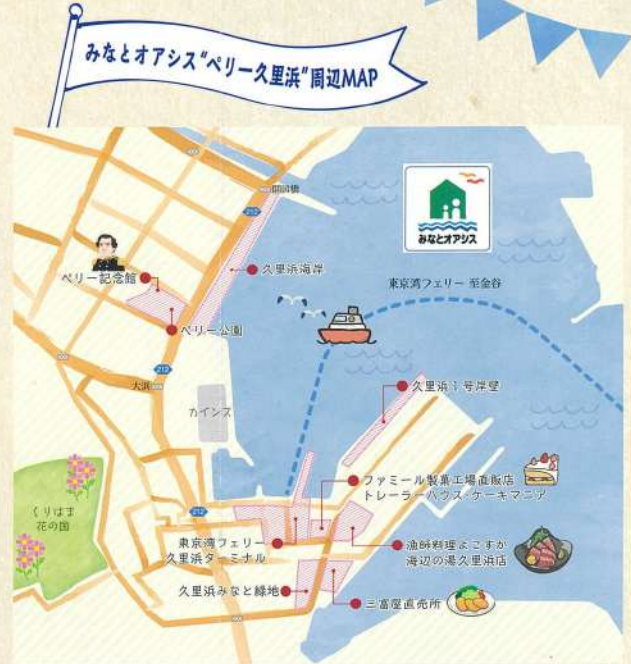 みなとオアシス“ペリー久里浜”周辺MAP
開国橋
212
みなとオアシス
久里浜海岸
ペリー記念館
東京湾フェリー 至金谷
ペリー公園
212
大浜
久里浜1号岸壁
カインズ
ファミール製菓工場直販店
トレーラーハウス・ケーキマニア
くりはま
花の国
212
東京湾フェリー
久里浜ターミナル
漁師料理よこすか
海辺の湯久里浜店
久里浜みなと緑地
三富屋直売所